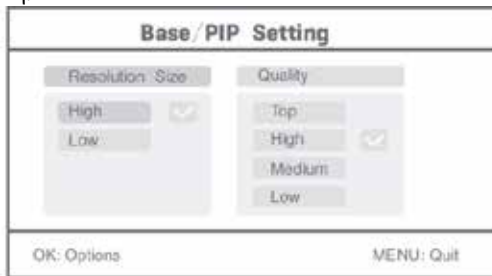 Base/PIP Setting
Resolution Size
High
Low
Quality
Top
High
Medium
Low
OK: Options
MENU: Quit